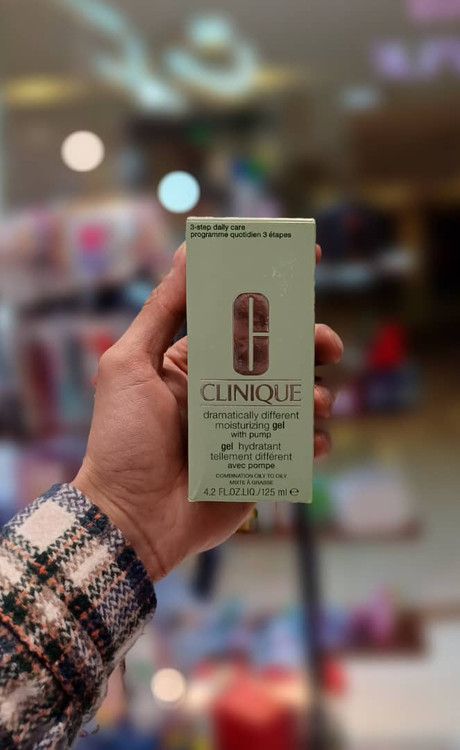 3-step daily care
programme quotidien 3 étapes
CLINIQUE
dramatically different
moisturizing gel
with pump
gel hydratant
tellement différent
avec pompe
COMBINATION OILY TO OILY
MIXTE À GRASSE
4.2 FL.OZ.LIQ./125 ml ℮